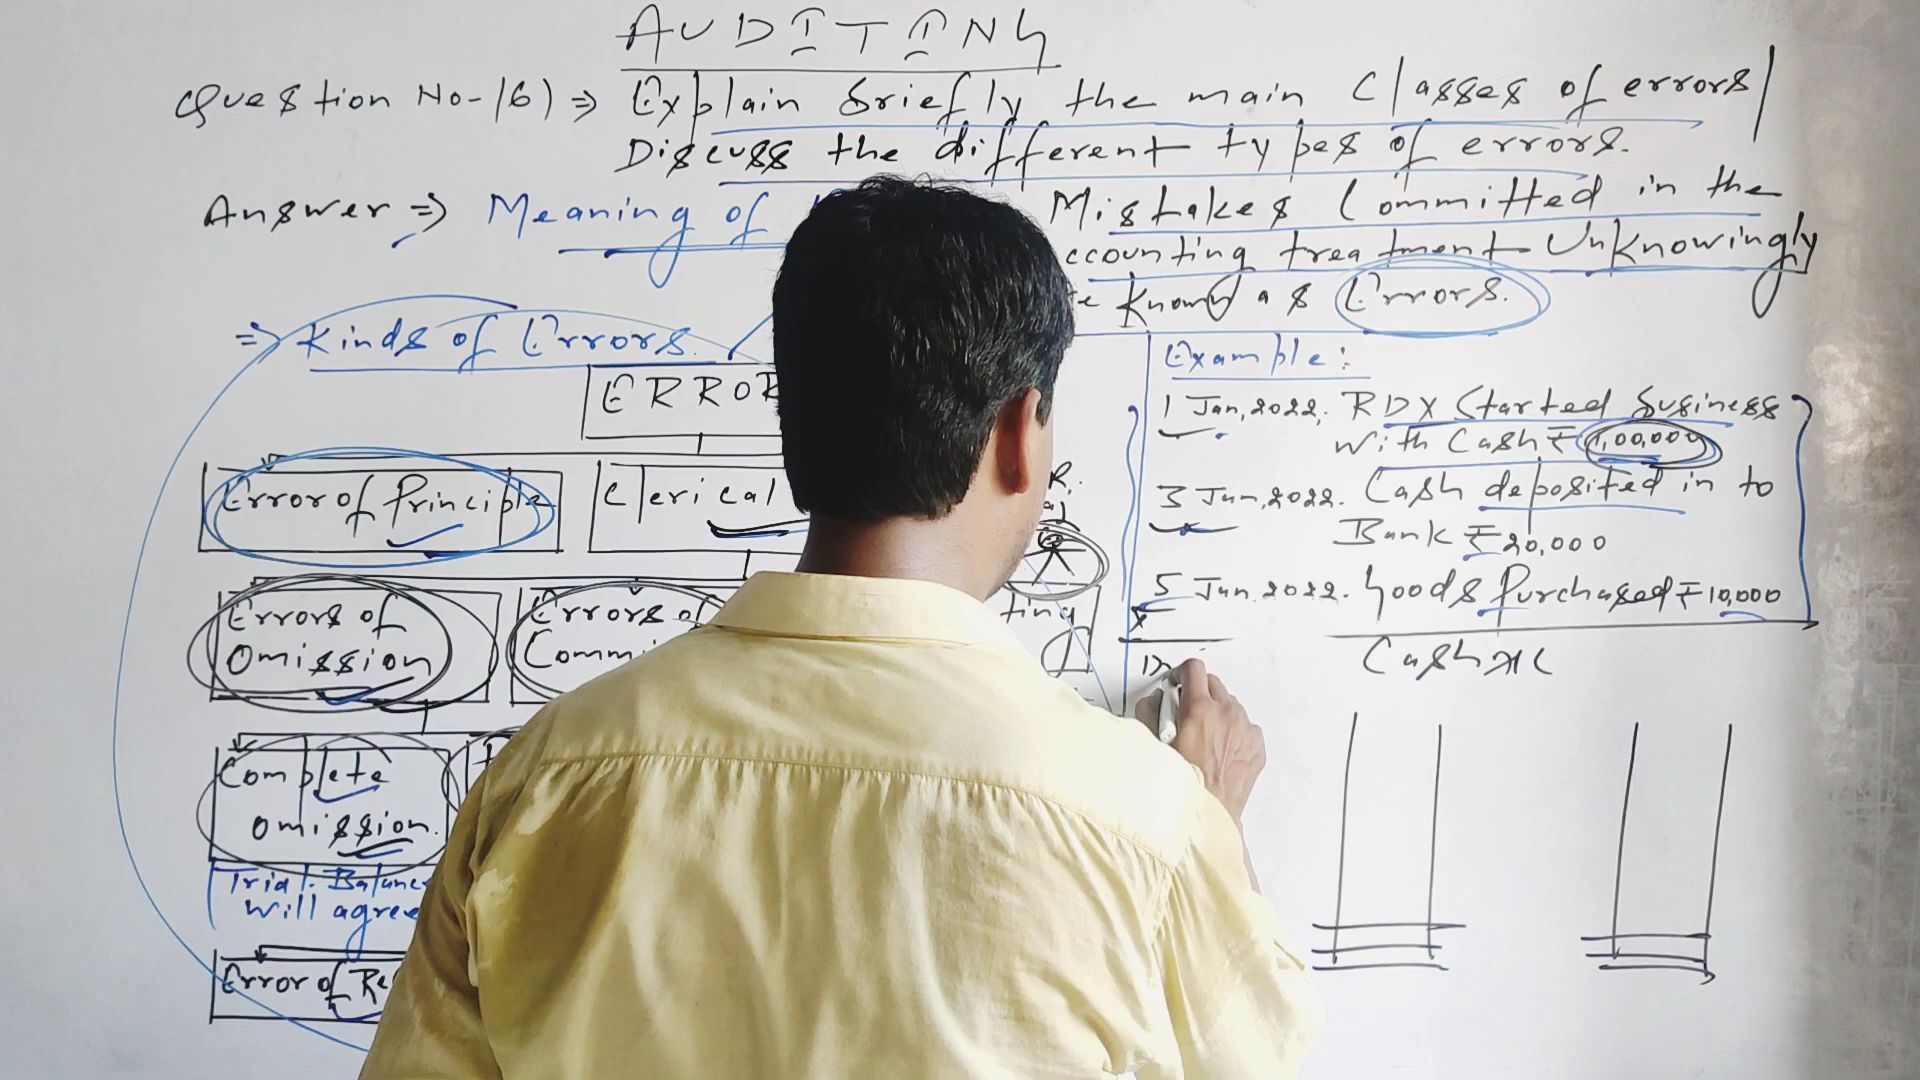 AUDITING
Question No-16) ⇒ Explain briefly the main classes of errors/
Discuss the different types of errors.
Answer ⇒ Meaning of
Mistakes committed in the
ccounting treatment Unknowingly
e known as Errors.
⇒ Kinds of Errors.
ERROR
Error of Principle
Clerical
Errors of
Omission
Errors of
Commi
ting
Complete
Omission.
Trial Balance
will agree
Error of Re
Example:
1 Jan, 2022. RDX Started business
with Cash ₹ 1,00,000
3 Jan, 2022. Cash deposited in to
Bank ₹ 20,000
5 Jan, 2022. Goods Purchased ₹ 10,000
Cash A/c